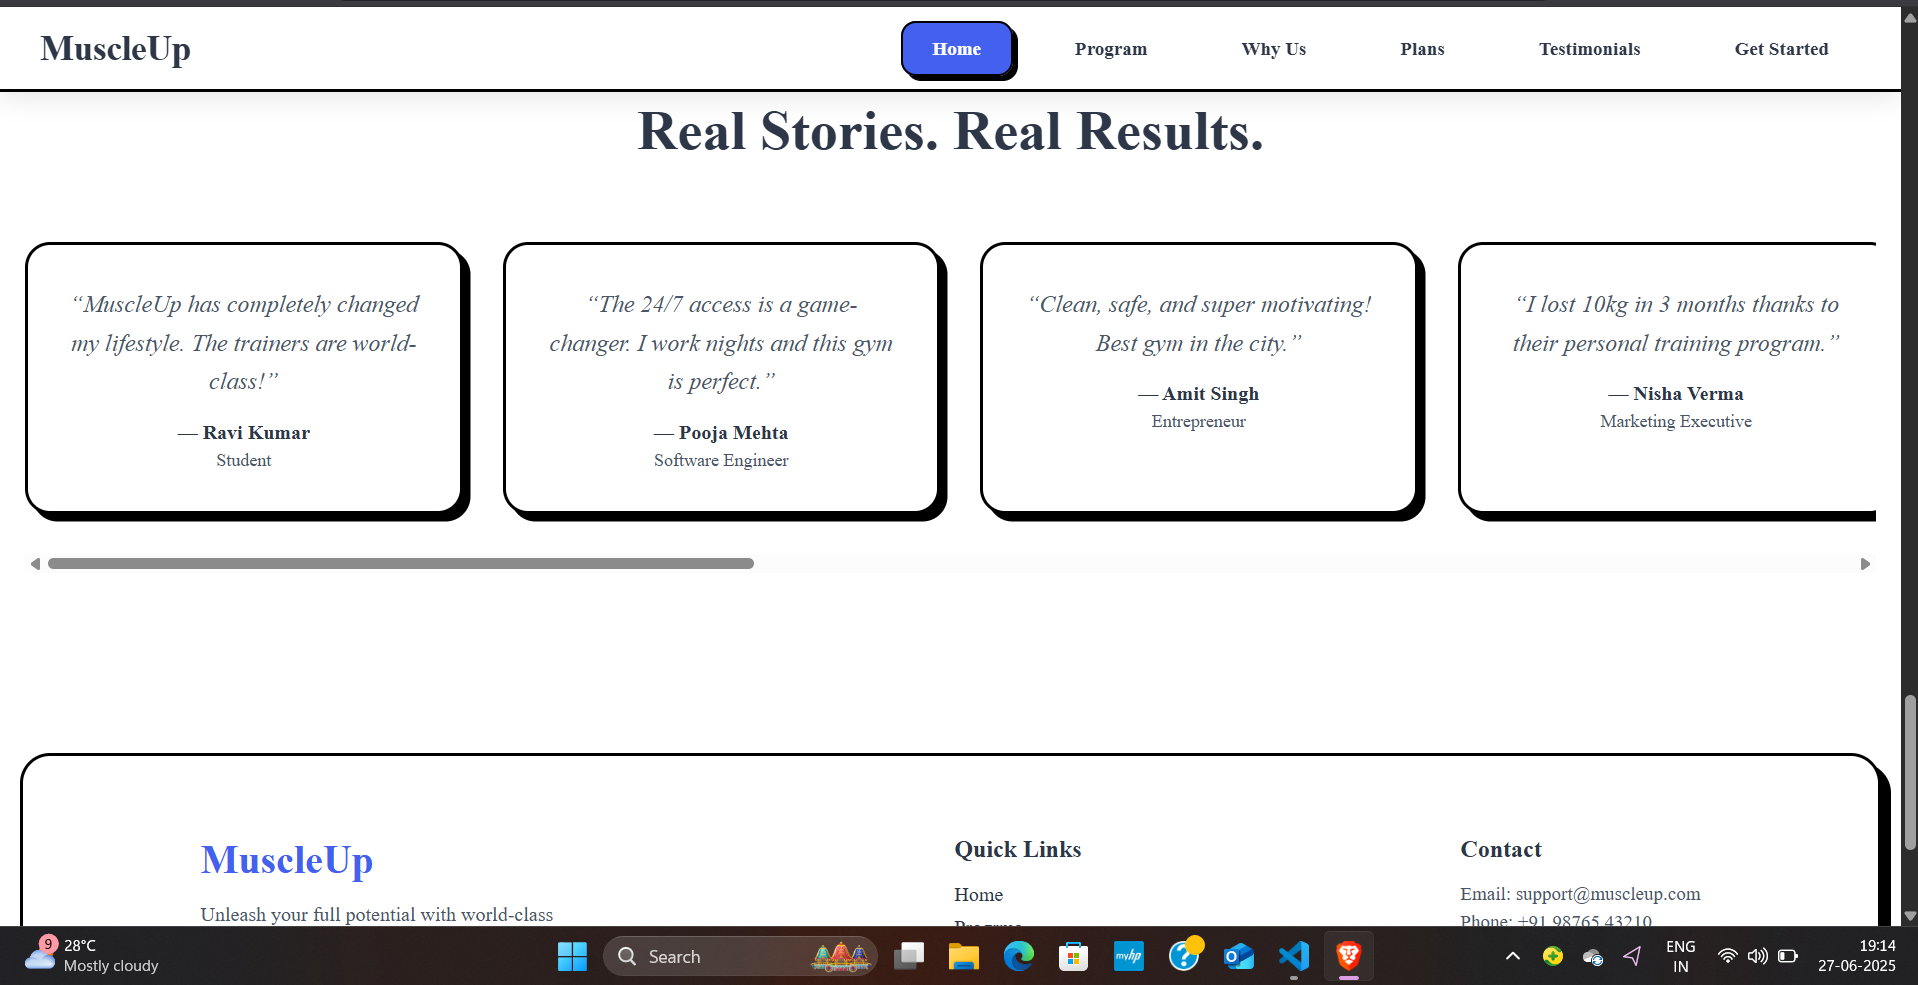 MuscleUp
Home
Program
Why Us
Plans
Testimonials
Get Started
Real Stories. Real Results.
“MuscleUp has completely changed
my lifestyle. The trainers are world-
class!”
— Ravi Kumar
Student
“The 24/7 access is a game-
changer. I work nights and this gym
is perfect.”
— Pooja Mehta
Software Engineer
“Clean, safe, and super motivating!
Best gym in the city.”
— Amit Singh
Entrepreneur
“I lost 10kg in 3 months thanks to
their personal training program.”
— Nisha Verma
Marketing Executive
MuscleUp
Unleash your full potential with world-class
Quick Links
Home
Contact
Email: support@muscleup.com
Phone: +91 98765 43210
9
28°C
Mostly cloudy
Search
myhp
ENG
IN
19:14
27-06-2025